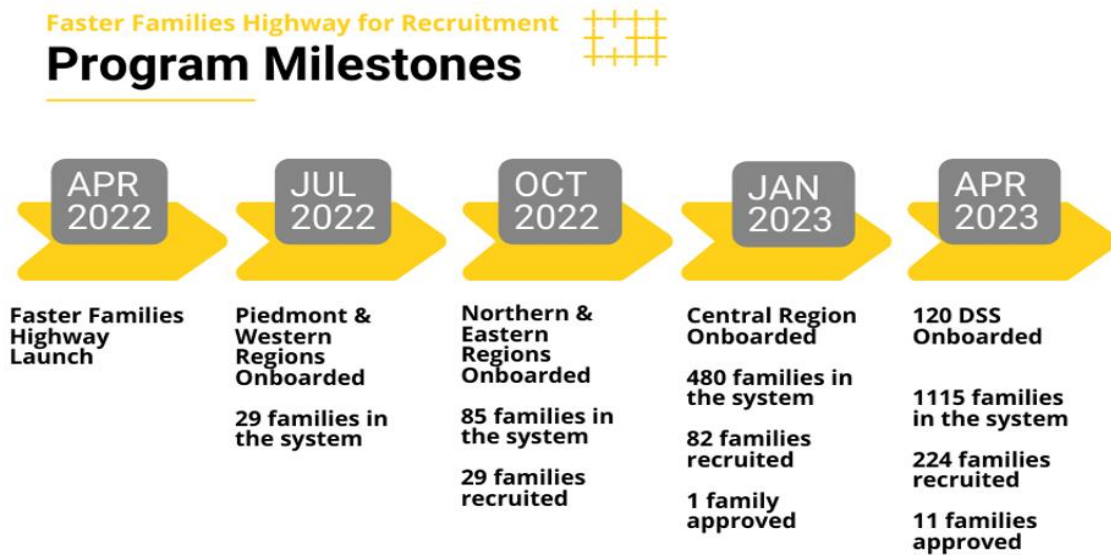 Faster Families Highway for Recruitment
Program Milestones
APR
2022
Faster Families
Highway
Launch
JUL
2022
Piedmont &
Western
Regions
Onboarded
29 families in
the system
OCT
2022
Northern &
Eastern
Regions
Onboarded
85 families in
the system
29 families
recruited
JAN
2023
Central Region
Onboarded
480 families in
the system
82 families
recruited
1 family
approved
APR
2023
120 DSS
Onboarded
1115 families
in the system
224 families
recruited
11 families
approved